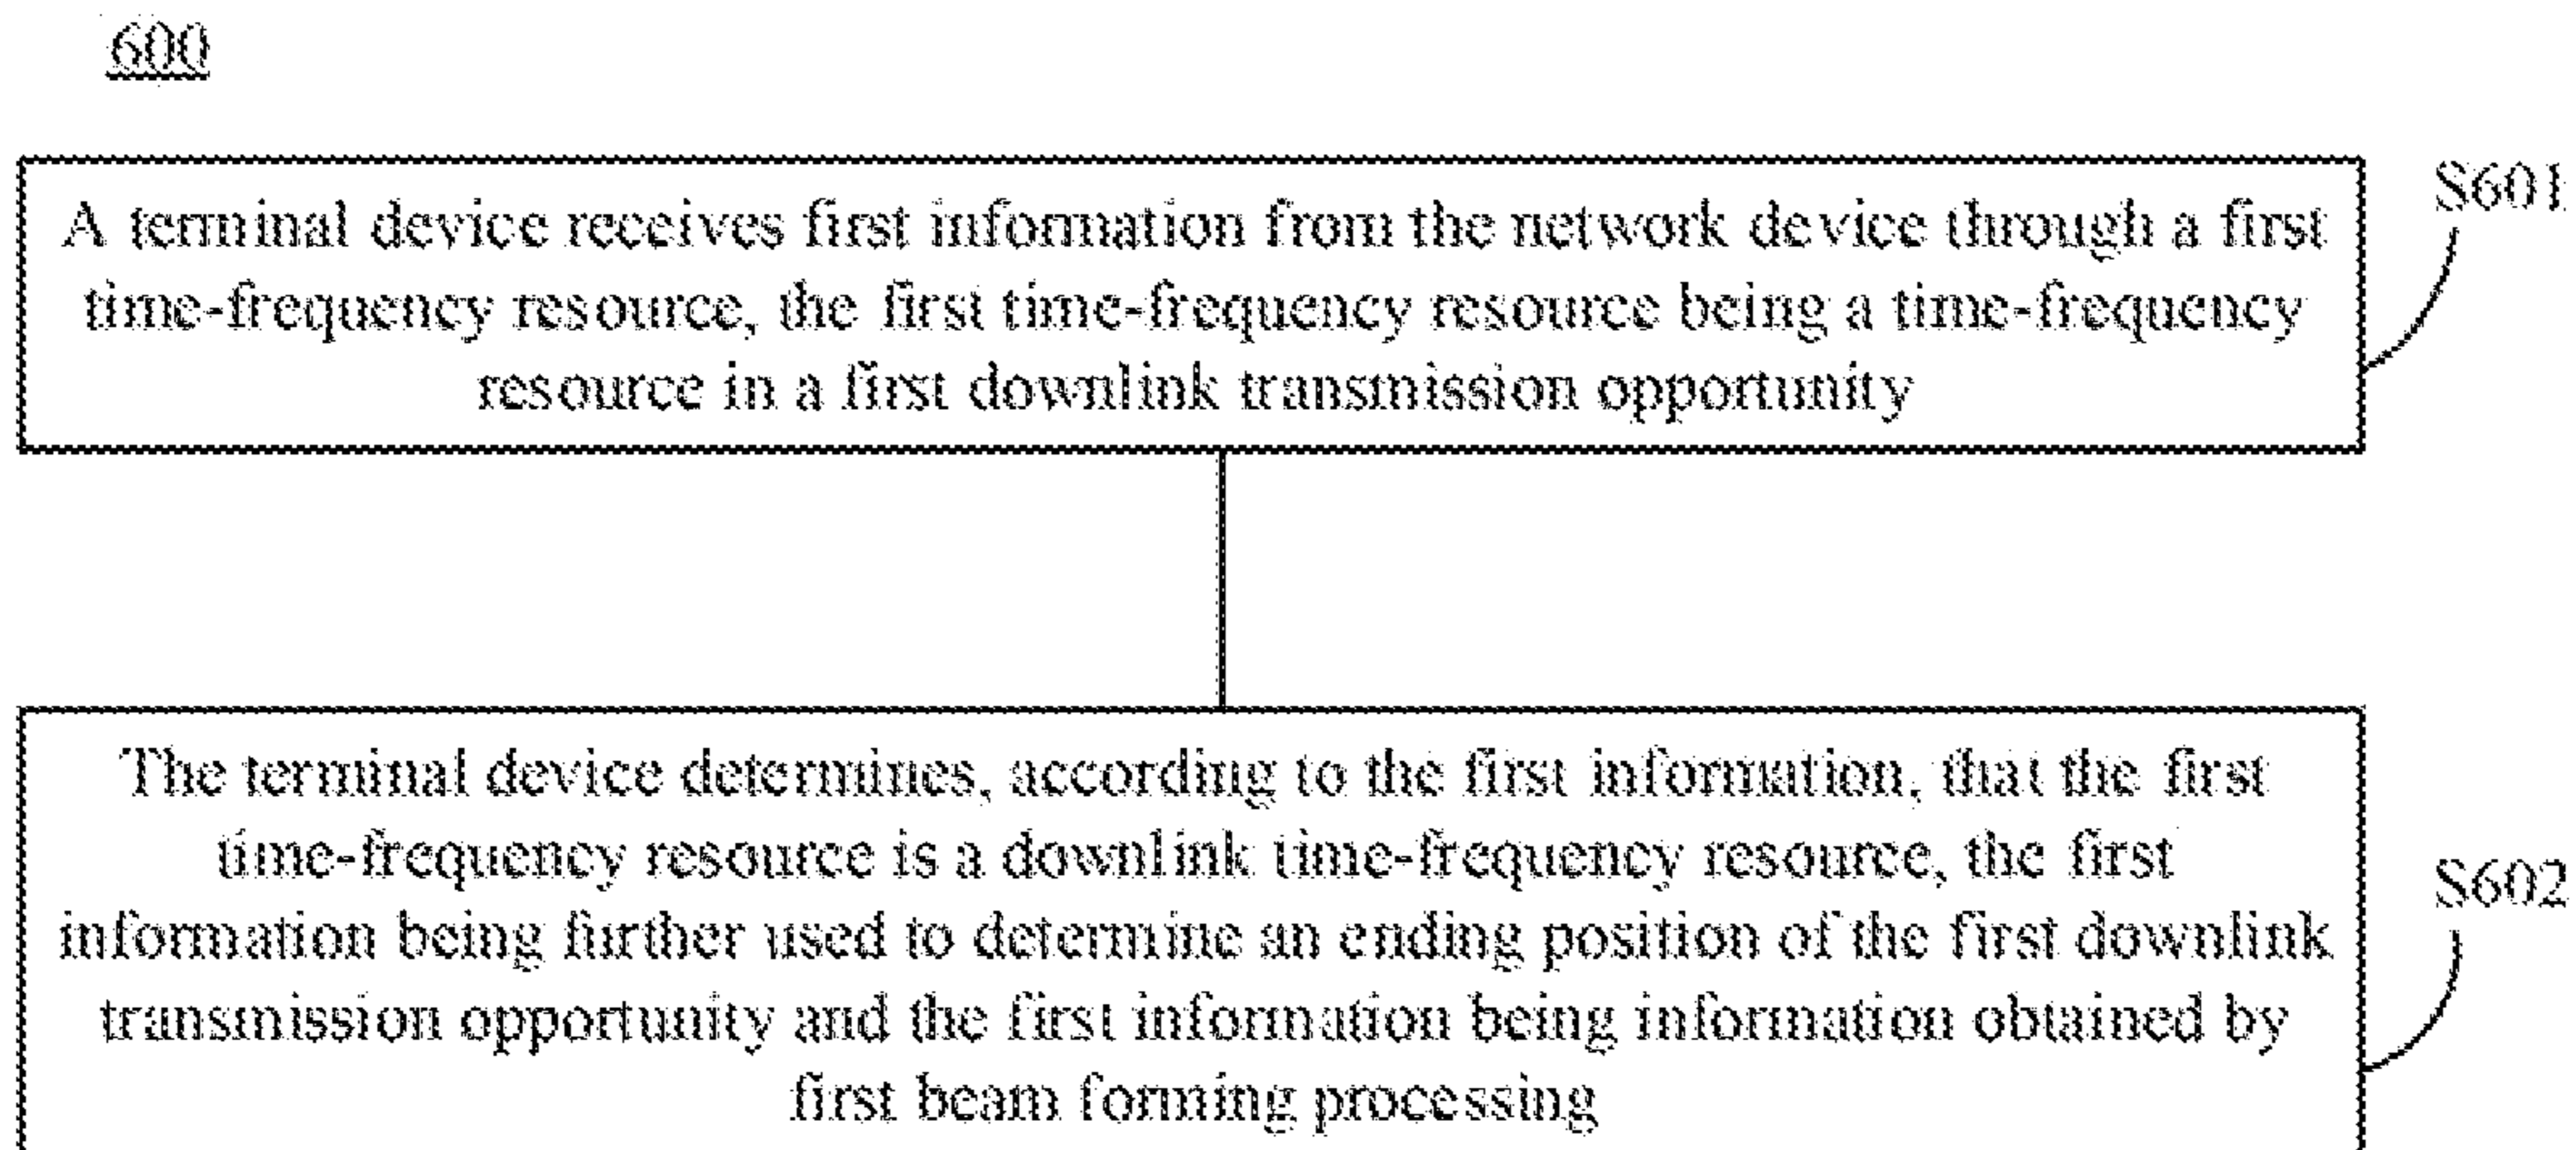 600
A terminal device receives first information from the network device through a first
time-frequency resource, the first time-frequency resource being a time-frequency
resource in a first downlink transmission opportunity
S601
The terminal device determines, according to the first information, that the first
time-frequency resource is a downlink time-frequency resource, the first
information being further used to determine an ending position of the first downlink
transmission opportunity and the first information being information obtained by
first beam forming processing
S602